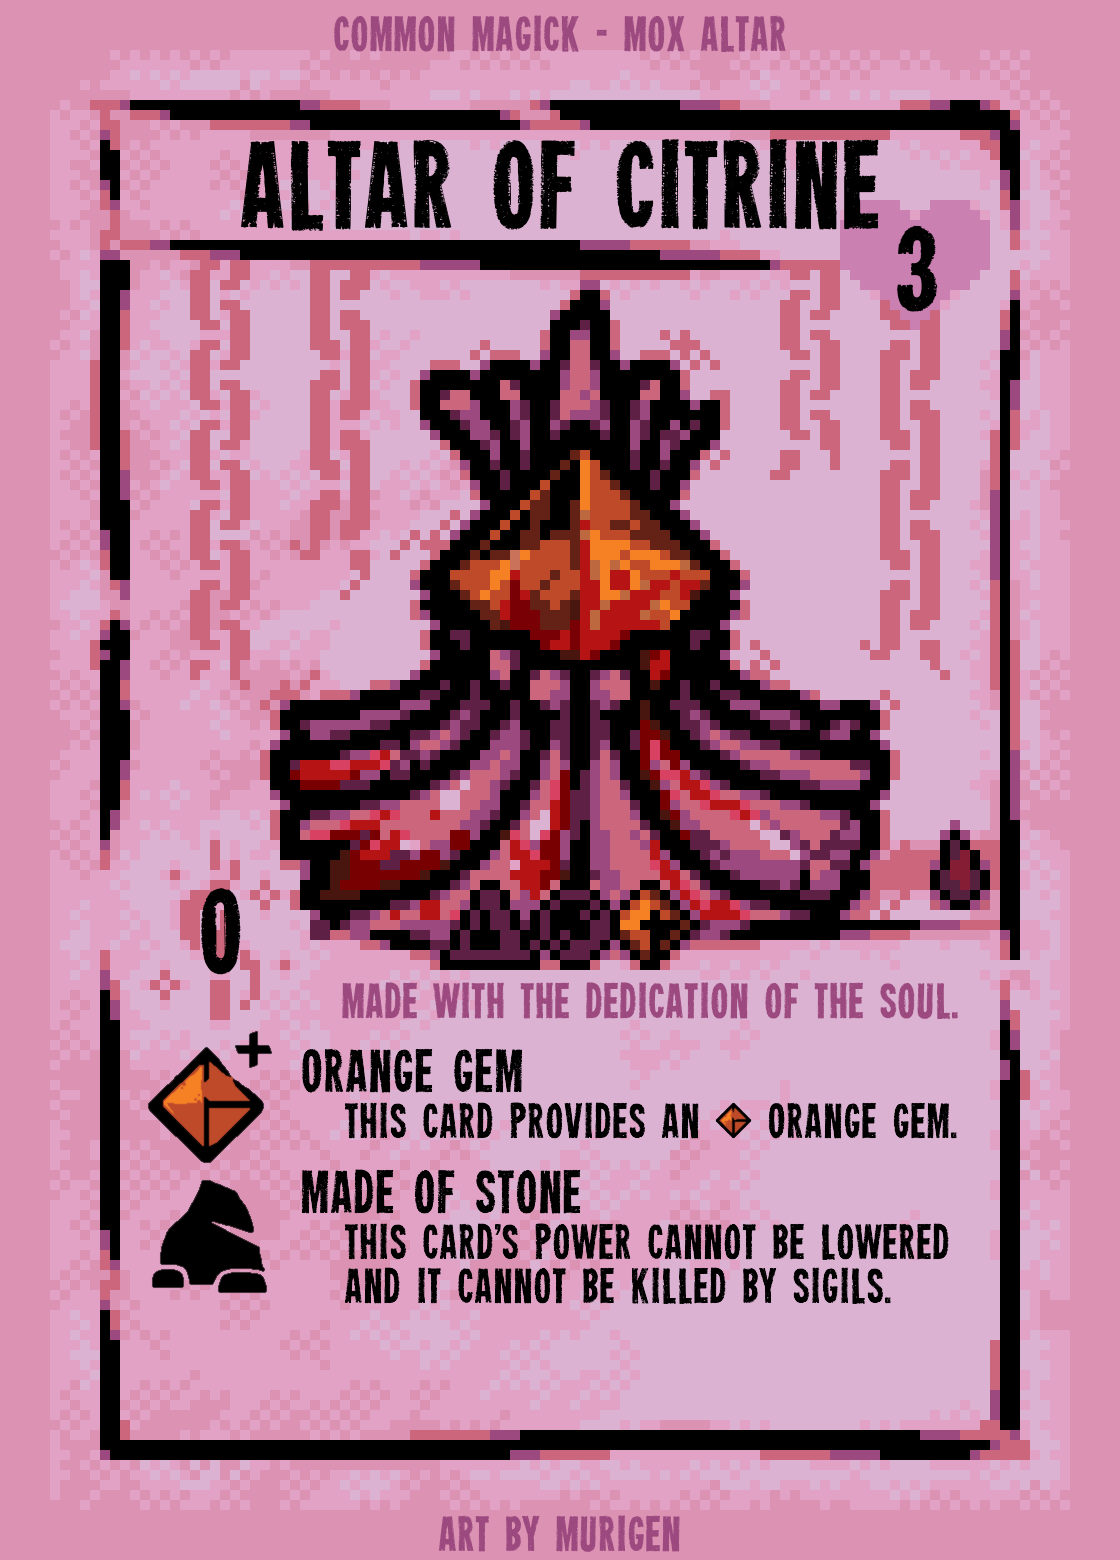 COMMON MAGICK - MOX ALTAR
ALTAR OF CITRINE
3
0
MADE WITH THE DEDICATION OF THE SOUL.
ORANGE GEM
THIS CARD PROVIDES AN ORANGE GEM.
MADE OF STONE
THIS CARD'S POWER CANNOT BE LOWERED
AND IT CANNOT BE KILLED BY SIGILS.
ART BY MURIGEN